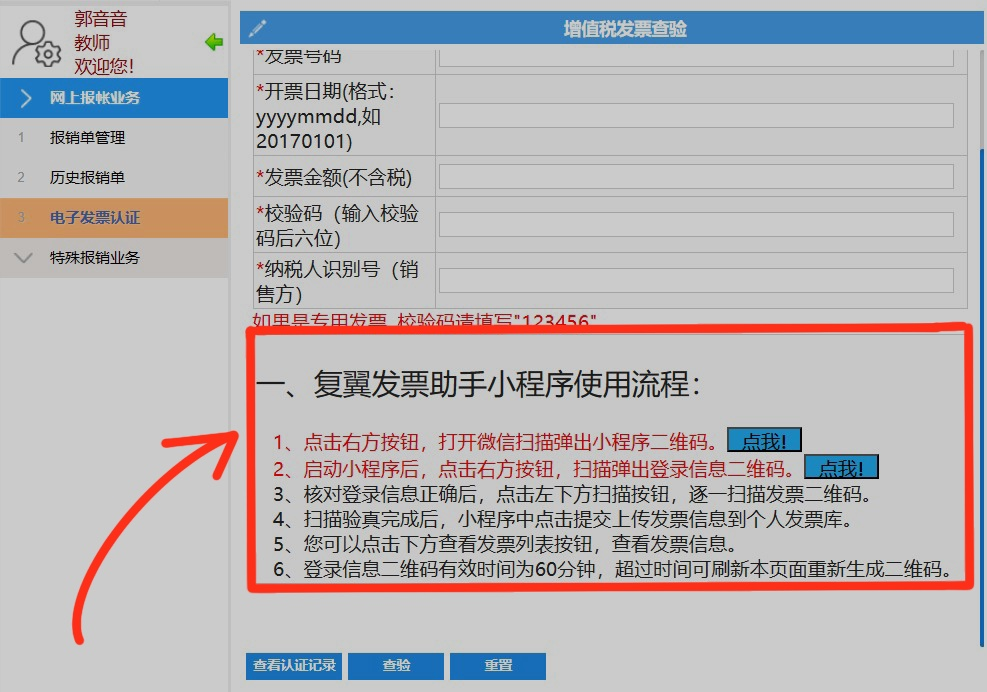 郭音音
教师
欢迎您!
网上报帐业务
1 报销单管理
2 历史报销单
3 电子发票认证
特殊报销业务
增值税发票查验
*发票号码
*开票日期(格式：
yyyymmdd,如
20170101)
*发票金额(不含税)
*校验码（输入校验
码后六位)
*纳税人识别号（销
售方)
如果是专用发票,校验码请填写"123456"
一、复翼发票助手小程序使用流程：
1、点击右方按钮，打开微信扫描弹出小程序二维码。 点我!
2、启动小程序后，点击右方按钮，扫描弹出登录信息二维码。 点我!
3、核对登录信息正确后，点击左下方扫描按钮，逐一扫描发票二维码。
4、扫描验真完成后，小程序中点击提交上传发票信息到个人发票库。
5、您可以点击下方查看发票列表按钮，查看发票信息。
6、登录信息二维码有效时间为60分钟，超过时间可刷新本页面重新生成二维码。
查看认证记录 查验 重置